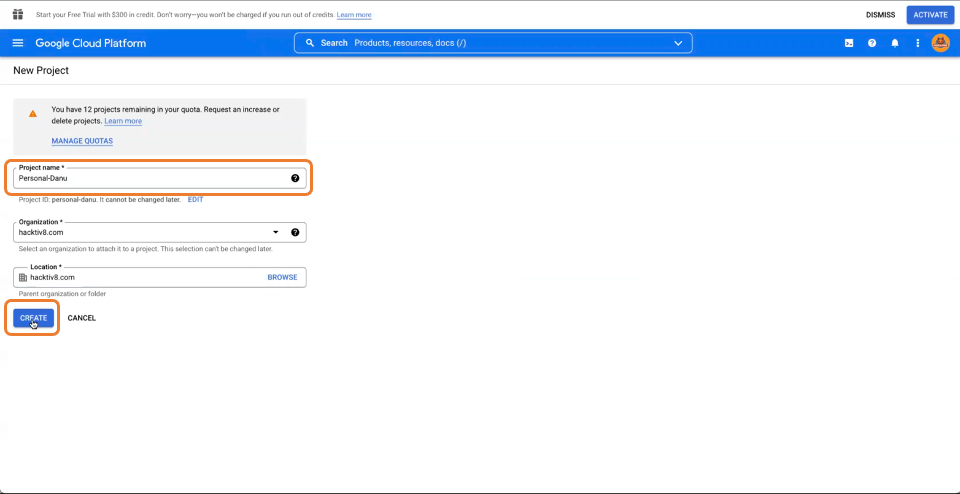 Start your Free Trial with $300 in credit. Don't worry—you won't be charged if you run out of credits. Learn more
DISMISS
ACTIVATE
Google Cloud Platform
Search Products, resources, docs (/)
New Project
You have 12 projects remaining in your quota. Request an increase or
delete projects. Learn more
MANAGE QUOTAS
Project name *
Personal-Danu
Project ID: personal-danu. It cannot be changed later. EDIT
Organization *
hacktiv8.com
Select an organization to attach it to a project. This selection can't be changed later.
Location *
hacktiv8.com
BROWSE
Parent organization or folder
CREATE
CANCEL